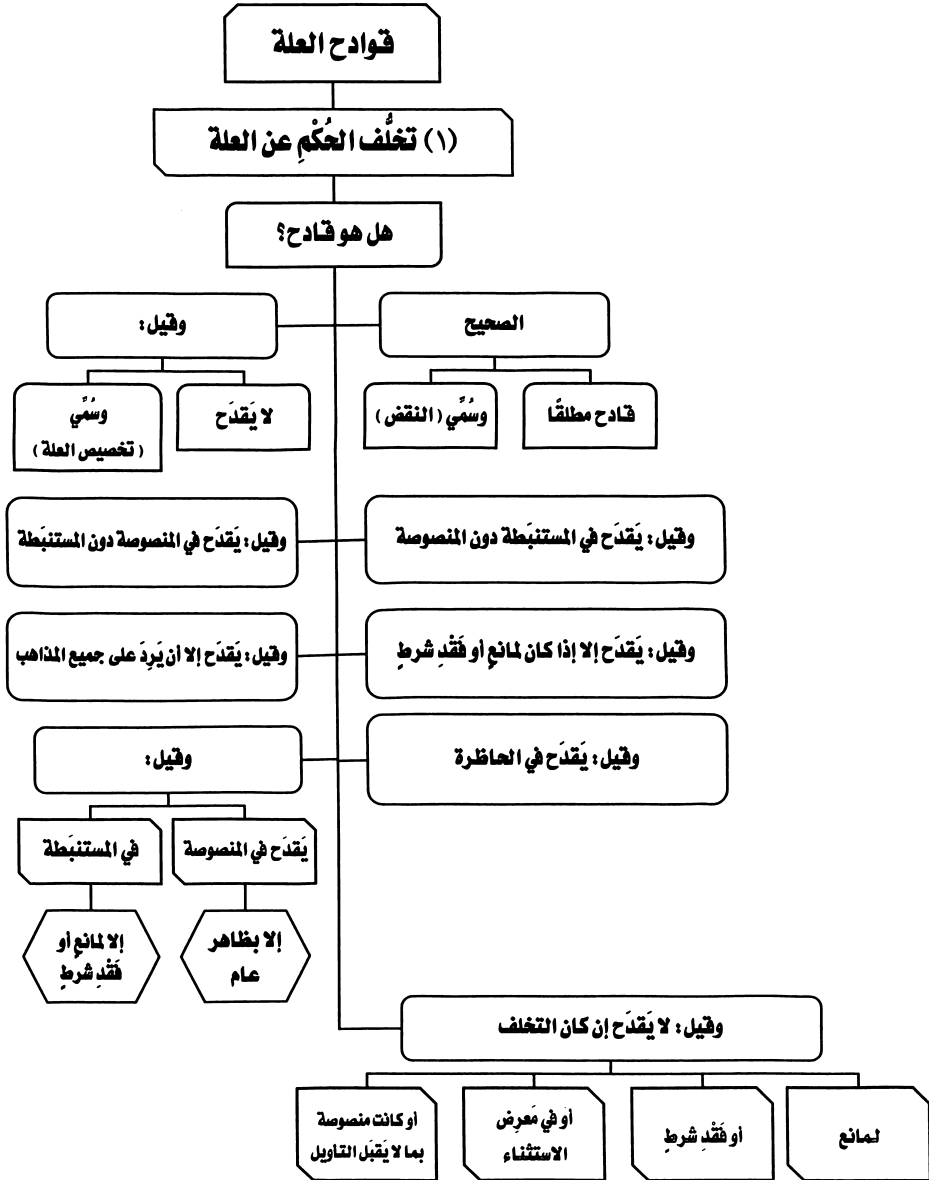 قوادح العلة
(١) تخلُّف الحُكْمِ عن العلة
هل هو قادح؟
الصحيح
وقيل:
قادح مطلقًا
وسُمِّي (النقض)
لا يَقدَح
وسُمِّي
(تخصيص العلة)
وقيل: يَقدَح في المستنبَطة دون المنصوصة
وقيل: يَقدَح في المنصوصة دون المستنبَطة
وقيل: يَقدَح إلا إذا كان لمانعٍ أو فَقْدِ شرطٍ
وقيل: يَقدَح إلا أن يَرِدَ على جميع المذاهب
وقيل: يَقدَح في الحاظرة
وقيل:
يَقدَح في المنصوصة
في المستنبَطة
إلا بظاهر
عام
إلا لمانعٍ أو
فَقْدِ شرطٍ
وقيل: لا يَقدَح إن كان التخلف
لمانع
أو فَقْدِ شرطٍ
أو في مَعرِض
الاستثناء
أو كانت منصوصة
بما لا يَقبَل التاويل